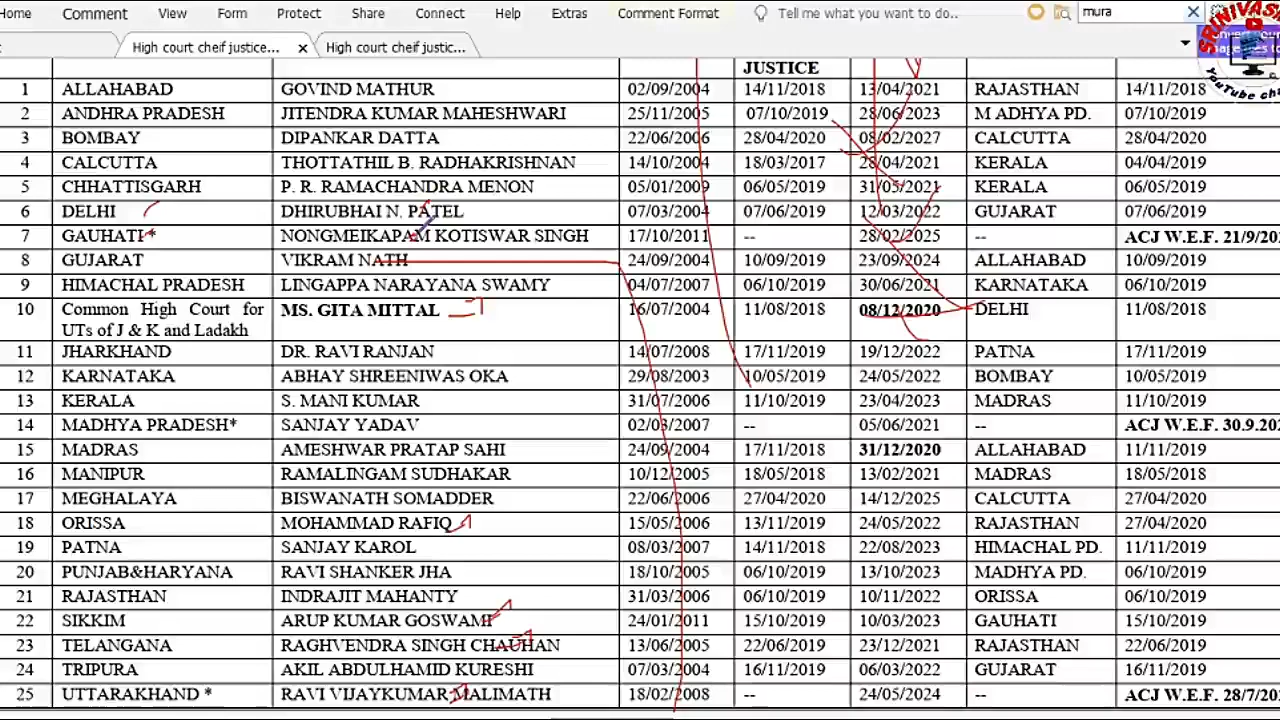 Home Comment View Form Protect Share Connect Help Extras Comment Format Tell me what you want to do.. mura
High court cheif justice... × High court cheif justic...
SRINIVAS
YouTube
JUSTICE
1 ALLAHABAD GOVIND MATHUR 02/09/2004 14/11/2018 13/04/2021 RAJASTHAN 14/11/2018
2 ANDHRA PRADESH JITENDRA KUMAR MAHESHWARI 25/11/2005 07/10/2019 28/06/2023 M ADHYA PD. 07/10/2019
3 BOMBAY DIPANKAR DATTA 22/06/2006 28/04/2020 08/02/2027 CALCUTTA 28/04/2020
4 CALCUTTA THOTTATHIL B. RADHAKRISHNAN 14/10/2004 18/03/2017 28/04/2021 KERALA 04/04/2019
5 CHHATTISGARH P. R. RAMACHANDRA MENON 05/01/2009 06/05/2019 31/05/2021 KERALA 06/05/2019
6 DELHI DHIRUBHAI N. PATEL 07/03/2004 07/06/2019 12/03/2022 GUJARAT 07/06/2019
7 GAUHATI * NONGMEIKAPAM KOTISWAR SINGH 17/10/2011 -- 28/02/2025 -- ACJ W.E.F. 21/9/20
8 GUJARAT VIKRAM NATH 24/09/2004 10/09/2019 23/09/2024 ALLAHABAD 10/09/2019
9 HIMACHAL PRADESH LINGAPPA NARAYANA SWAMY 04/07/2007 06/10/2019 30/06/2021 KARNATAKA 06/10/2019
10 Common High Court for MS. GITA MITTAL 16/07/2004 11/08/2018 08/12/2020 DELHI 11/08/2018
UTs of J & K and Ladakh
11 JHARKHAND DR. RAVI RANJAN 14/07/2008 17/11/2019 19/12/2022 PATNA 17/11/2019
12 KARNATAKA ABHAY SHREENIWAS OKA 29/08/2003 10/05/2019 24/05/2022 BOMBAY 10/05/2019
13 KERALA S. MANI KUMAR 31/07/2006 11/10/2019 23/04/2023 MADRAS 11/10/2019
14 MADHYA PRADESH* SANJAY YADAV 02/03/2007 -- 05/06/2021 -- ACJ W.E.F. 30.9.20
15 MADRAS AMESHWAR PRATAP SAHI 24/09/2004 17/11/2018 31/12/2020 ALLAHABAD 11/11/2019
16 MANIPUR RAMALINGAM SUDHAKAR 10/12/2005 18/05/2018 13/02/2021 MADRAS 18/05/2018
17 MEGHALAYA BISWANATH SOMADDER 22/06/2006 27/04/2020 14/12/2025 CALCUTTA 27/04/2020
18 ORISSA MOHAMMAD RAFIQ 15/05/2006 13/11/2019 24/05/2022 RAJASTHAN 27/04/2020
19 PATNA SANJAY KAROL 08/03/2007 14/11/2018 22/08/2023 HIMACHAL PD. 11/11/2019
20 PUNJAB&HARYANA RAVI SHANKER JHA 18/10/2005 06/10/2019 13/10/2023 MADHYA PD. 06/10/2019
21 RAJASTHAN INDRAJIT MAHANTY 31/03/2006 06/10/2019 10/11/2022 ORISSA 06/10/2019
22 SIKKIM ARUP KUMAR GOSWAMI 24/01/2011 15/10/2019 10/03/2023 GAUHATI 15/10/2019
23 TELANGANA RAGHVENDRA SINGH CHAUHAN 13/06/2005 22/06/2019 23/12/2021 RAJASTHAN 22/06/2019
24 TRIPURA AKIL ABDULHAMID KURESHI 07/03/2004 16/11/2019 06/03/2022 GUJARAT 16/11/2019
25 UTTARAKHAND * RAVI VIJAYKUMAR MALIMATH 18/02/2008 -- 24/05/2024 -- ACJ W.E.F. 28/7/20